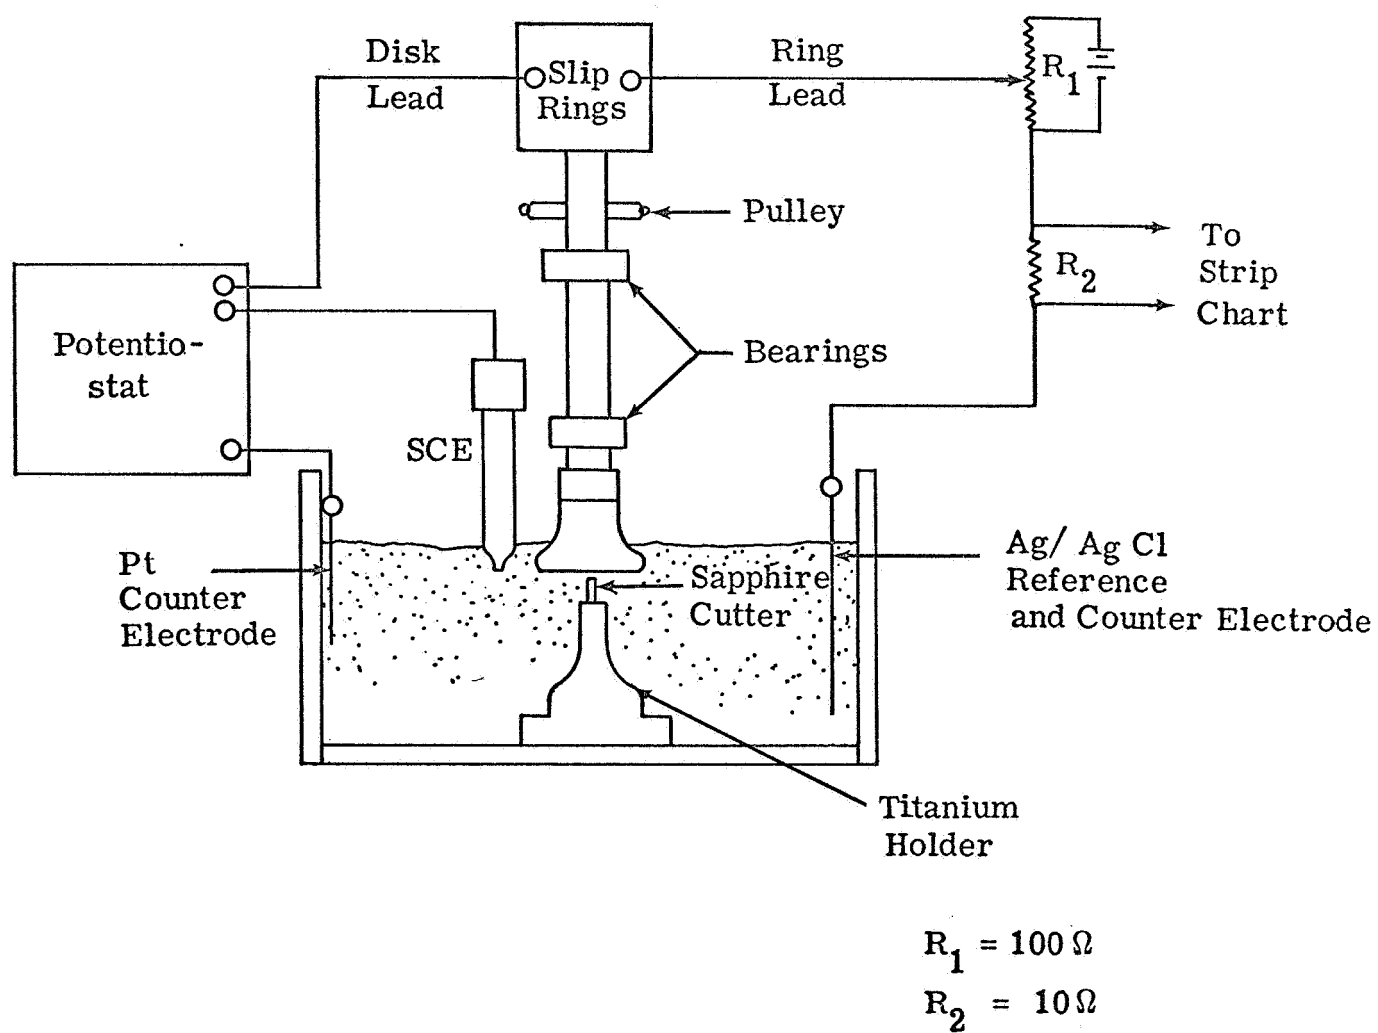 Disk
Lead
Slip
Rings
Ring
Lead
R1
Pulley
To
Strip
Chart
R2
Potentio-
stat
Bearings
SCE
Pt
Counter
Electrode
Sapphire
Cutter
Ag/ Ag Cl
Reference
and Counter Electrode
Titanium
Holder
R1 = 100 Ω
R2 = 10 Ω